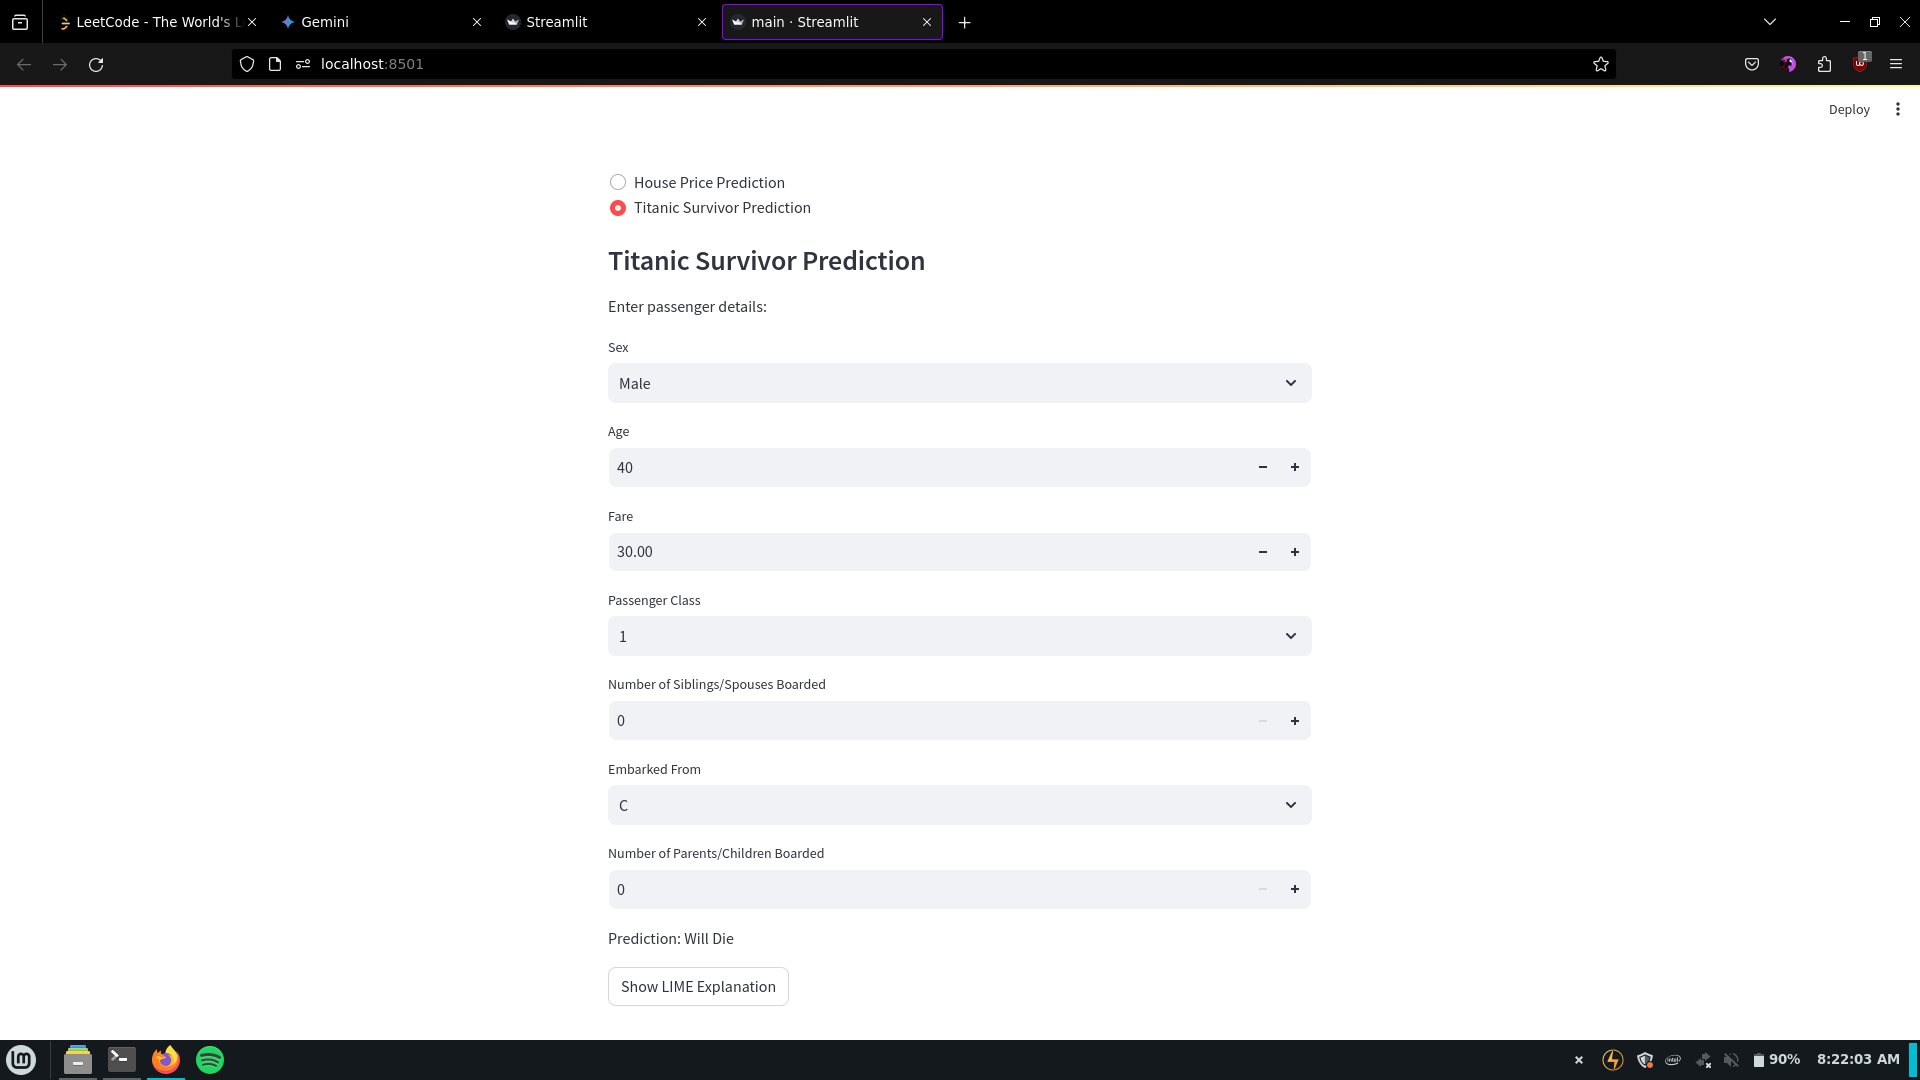 LeetCode - The World's L
Gemini
Streamlit
main · Streamlit
localhost:8501
1
Deploy
House Price Prediction
Titanic Survivor Prediction
Titanic Survivor Prediction
Enter passenger details:
Sex
Male
Age
40
Fare
30.00
Passenger Class
1
Number of Siblings/Spouses Boarded
0
Embarked From
C
Number of Parents/Children Boarded
0
Prediction: Will Die
Show LIME Explanation
90% 8:22:03 AM